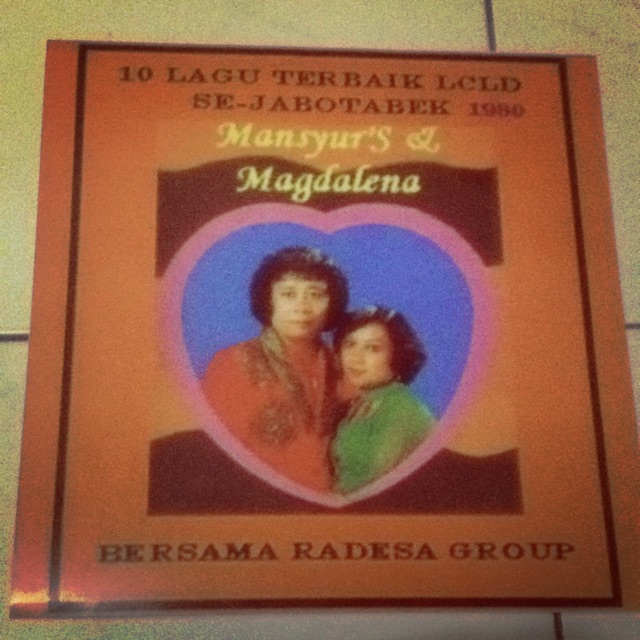 10 LAGU TERBAIK LCLD
SE-JABOTABEK 1980
Mansyur'S &
Magdalena
BERSAMA RADESA GROUP